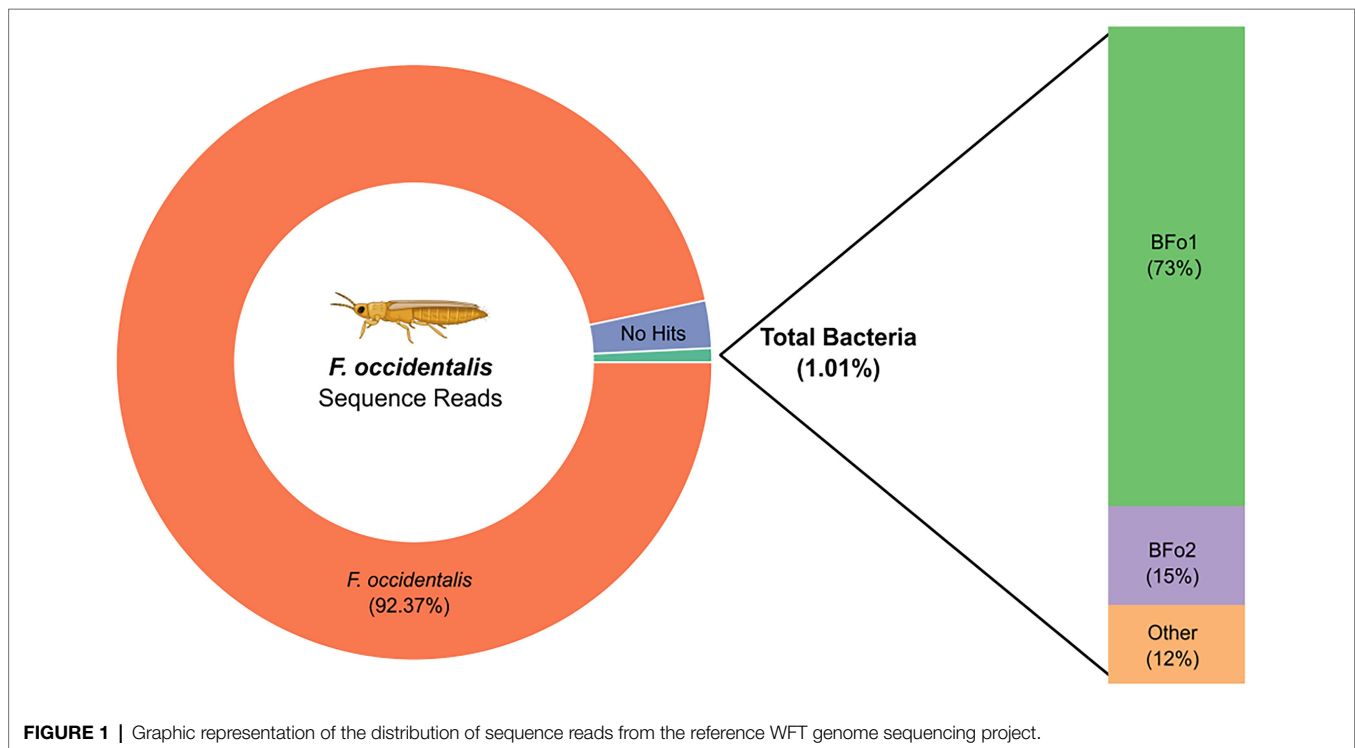 F. occidentalis
Sequence Reads
No Hits
F. occidentalis
(92.37%)
Total Bacteria
(1.01%)
BFo1
(73%)
BFo2
(15%)
Other
(12%)
FIGURE 1 | Graphic representation of the distribution of sequence reads from the reference WFT genome sequencing project.